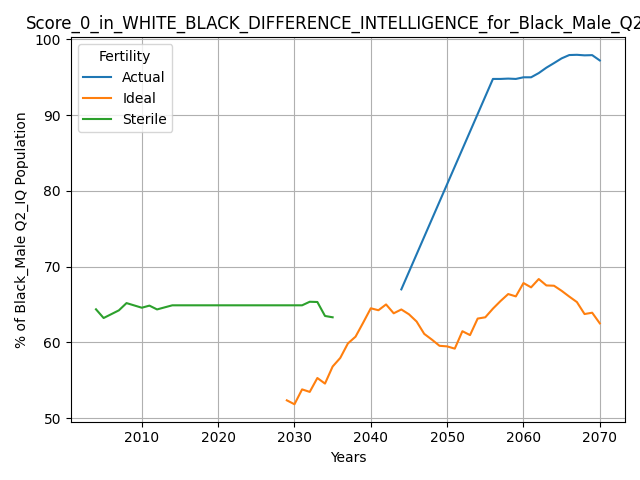 Score_0_in_WHITE_BLACK_DIFFERENCE_INTELLIGENCE_for_Black_Male_Q2
100
90
80
70
60
50
% of Black_Male Q2_IQ Population
Fertility
Actual
Ideal
Sterile
2010 2020 2030 2040 2050 2060 2070
Years